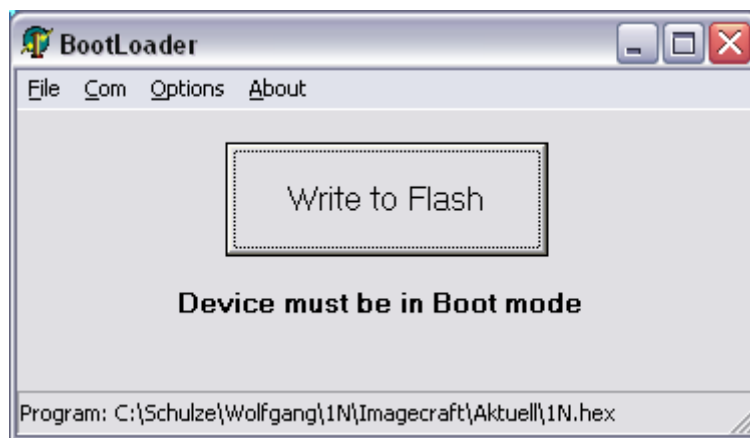 BootLoader
File Com Options About
Write to Flash
Device must be in Boot mode
Program: C:\Schulze\Wolfgang\1N\Imagecraft\Aktuell\1N.hex